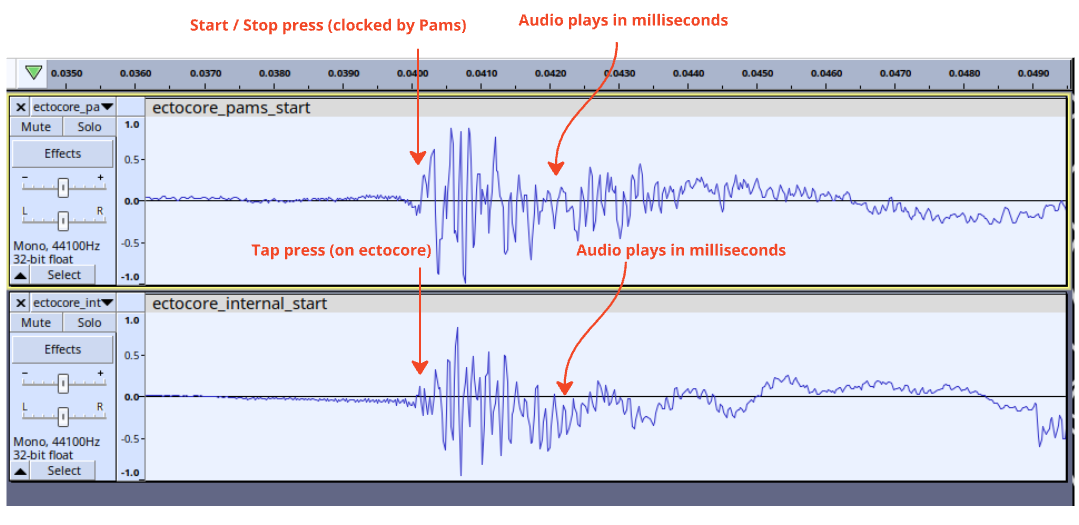 Start / Stop press (clocked by Pams)
Audio plays in milliseconds
0.0350 0.0360 0.0370 0.0380 0.0390 0.0400 0.0410 0.0420 0.0430 0.0440 0.0450 0.0460 0.0470 0.0480 0.0490
ectocore_pa
ectocore_pams_start
Mute Solo
1.0
Effects
0.5
- +
0.0
L R
-0.5
Mono, 44100Hz
32-bit float
Select
-1.0
Tap press (on ectocore)
Audio plays in milliseconds
ectocore_int
ectocore_internal_start
Mute Solo
1.0
Effects
0.5
- +
0.0
L R
-0.5
Mono, 44100Hz
32-bit float
Select
-1.0